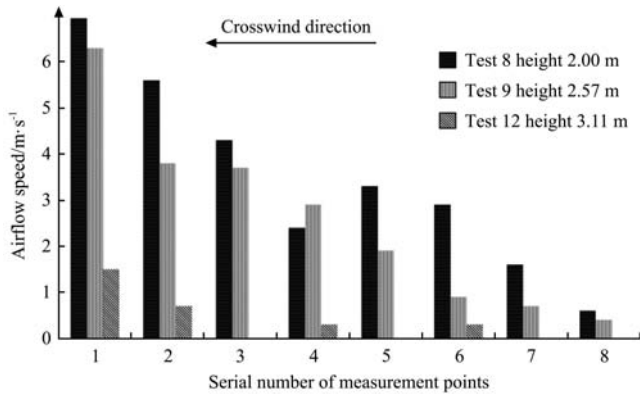 Crosswind direction
Test 8 height 2.00 m
Test 9 height 2.57 m
Test 12 height 3.11 m
Airflow speed/m·s⁻¹
6
5
4
3
2
1
0
1 2 3 4 5 6 7 8
Serial number of measurement points